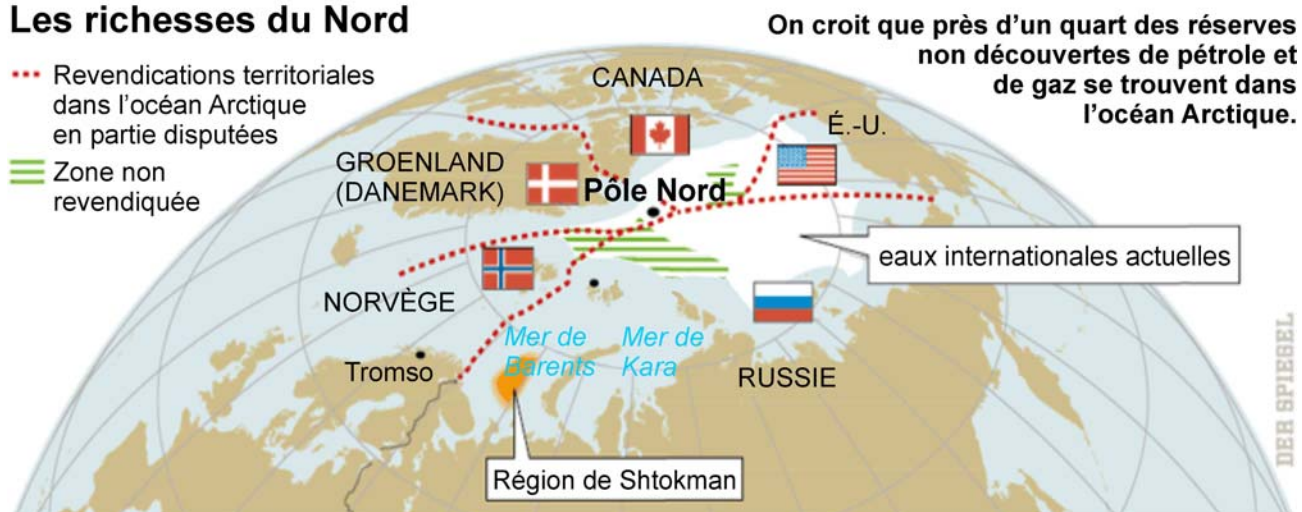 Les richesses du Nord
Revendications territoriales
dans l’océan Arctique
en partie disputées
Zone non
revendiquée
On croit que près d’un quart des réserves
non découvertes de pétrole et
de gaz se trouvent dans
l’océan Arctique.
CANADA
É.-U.
GROENLAND
(DANEMARK)
Pôle Nord
eaux internationales actuelles
NORVÈGE
Mer de
Barents
Mer de
Kara
Tromso
RUSSIE
Région de Shtokman
DER SPIEGEL